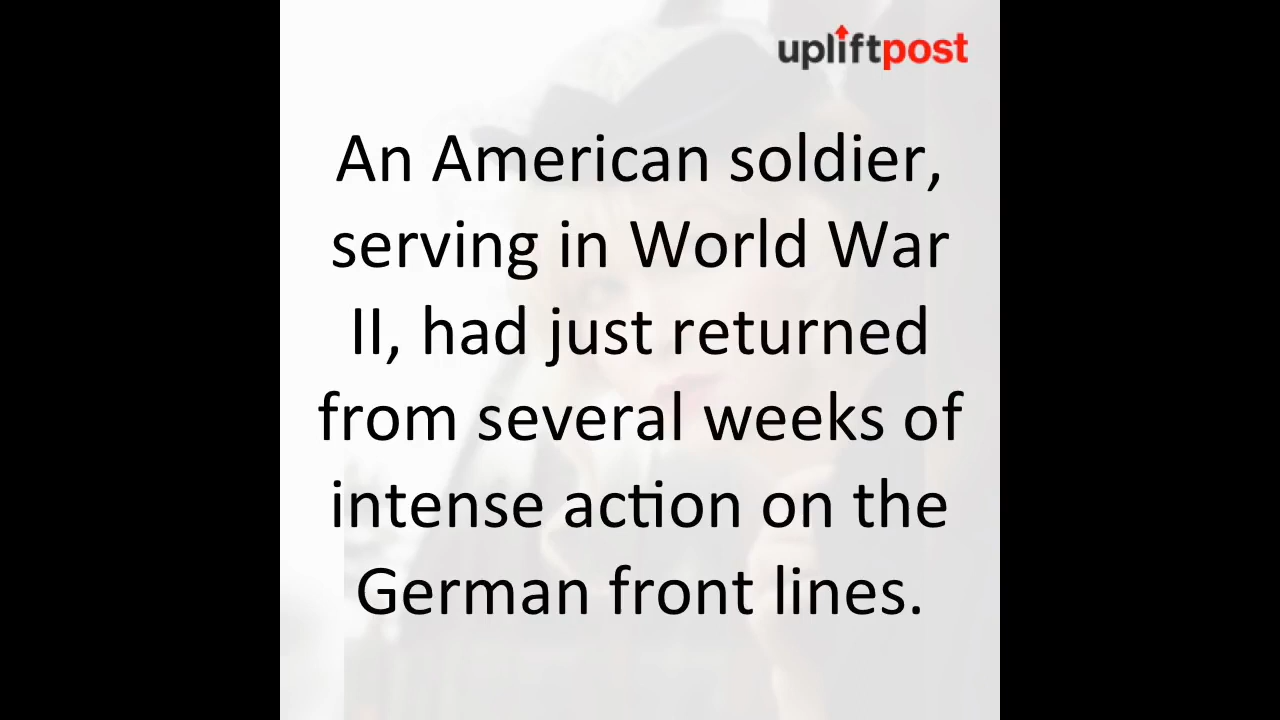 upliftpost
An American soldier,
serving in World War
II, had just returned
from several weeks of
intense action on the
German front lines.